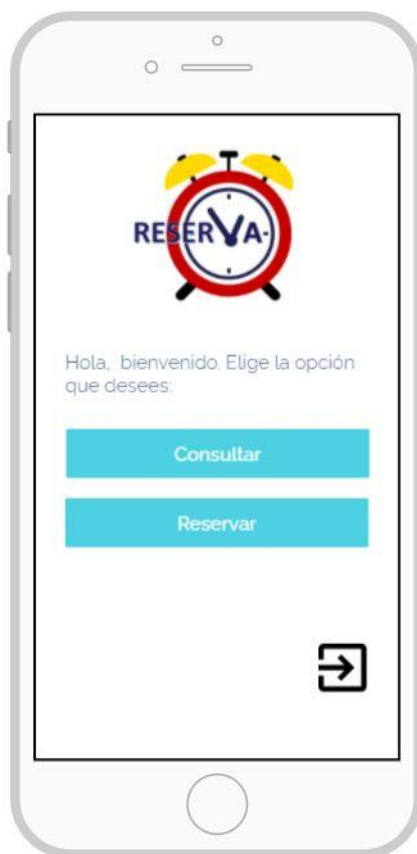 RESERVA-
Hola, bienvenido. Elige la opción
que desees:
Consultar
Reservar